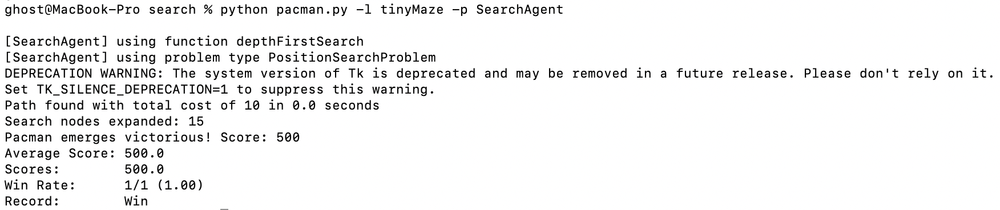 ghost@MacBook-Pro search % python pacman.py -l tinyMaze -p SearchAgent
[SearchAgent] using function depthFirstSearch
[SearchAgent] using problem type PositionSearchProblem
DEPRECATION WARNING: The system version of Tk is deprecated and may be removed in a future release. Please don't rely on it.
Set TK_SILENCE_DEPRECATION=1 to suppress this warning.
Path found with total cost of 10 in 0.0 seconds
Search nodes expanded: 15
Pacman emerges victorious! Score: 500
Average Score: 500.0
Scores:        500.0
Win Rate:      1/1 (1.00)
Record:        Win